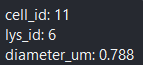 cell_id: 11
lys_id: 6
diameter_um: 0.788